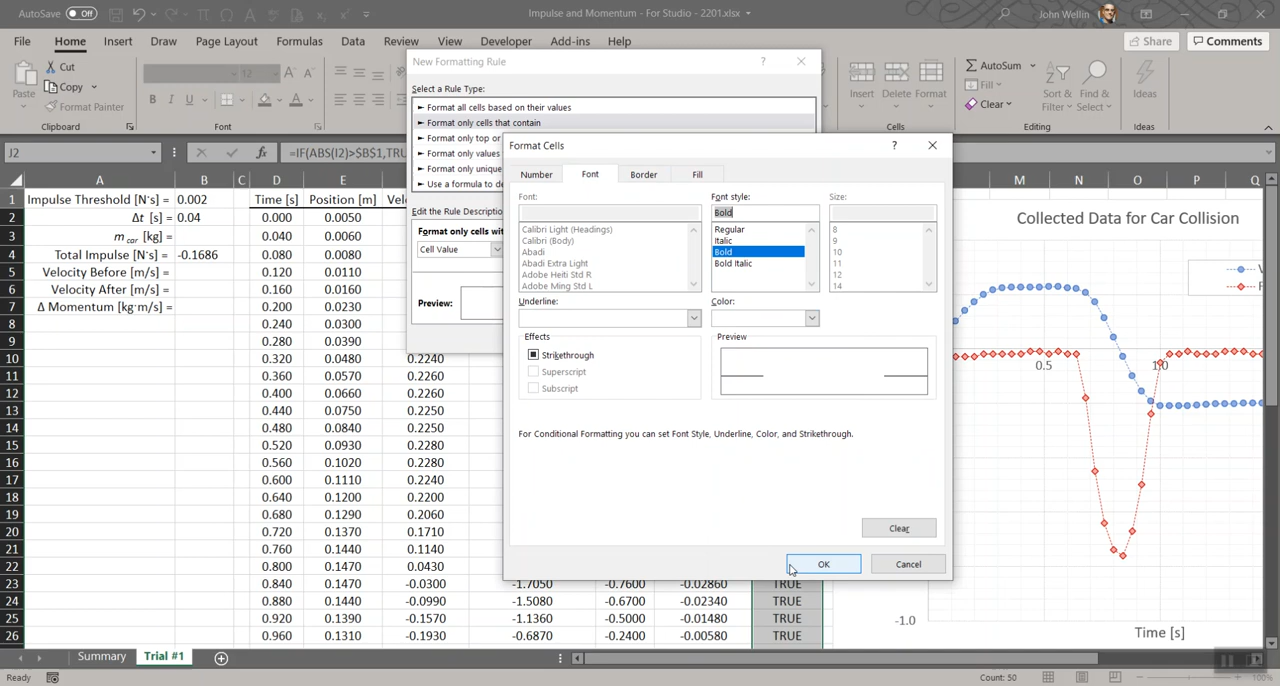 AutoSave Off Impulse and Momentum - For Studio - 2201.xlsx John Wellin
File Home Insert Draw Page Layout Formulas Data Review View Developer Add-ins Help Share Comments
Paste Cut Copy Format Painter
Clipboard
12
B I U
Font
Insert Delete Format
Cells
AutoSum Fill Clear
Sort & Filter Find & Select
Editing
Ideas
Ideas
New Formatting Rule
Select a Rule Type:
► Format all cells based on their values
► Format only cells that contain
► Format only top or
► Format only values
► Format only unique
► Use a formula to de
Edit the Rule Description
Format only cells with
Cell Value
Preview:
Format Cells
Number Font Border Fill
Font: Font style: Size:
Bold
Calibri Light (Headings) Regular 8
Calibri (Body) Italic 9
Abadi Bold 10
Abadi Extra Light Bold Italic 11
Adobe Heiti Std R 12
Adobe Ming Std L 14
Underline: Color:
Effects Preview
Strikethrough
Superscript
Subscript
For Conditional Formatting you can set Font Style, Underline, Color, and Strikethrough.
Clear
OK Cancel
J2 fx =IF(ABS(I2)>$B$1,TRU
A B C D E M N O P Q
1 Impulse Threshold [N*s] = 0.002 Time [s] Position [m]
2 Δt [s] = 0.04 0.000 0.0050
3 m car [kg] = 0.040 0.0060
4 Total Impulse [N*s] = -0.1686 0.080 0.0080
5 Velocity Before [m/s] = 0.120 0.0110
6 Velocity After [m/s] = 0.160 0.0160
7 Δ Momentum [kg·m/s] = 0.200 0.0230
8 0.240 0.0300
9 0.280 0.0390
10 0.320 0.0480 0.2240
11 0.360 0.0570 0.2260
12 0.400 0.0660 0.2260
13 0.440 0.0750 0.2250
14 0.480 0.0840 0.2250
15 0.520 0.0930 0.2280
16 0.560 0.1020 0.2280
17 0.600 0.1110 0.2240
18 0.640 0.1200 0.2230
19 0.680 0.1290 0.2060
20 0.720 0.1370 0.1710
21 0.760 0.1440 0.1140
22 0.800 0.1470 0.0430
23 0.840 0.1470 -0.0300 -1.7050 -0.7600 -0.02860 TRUE
24 0.880 0.1440 -0.0990 -1.5080 -0.6700 -0.02340 TRUE
25 0.920 0.1390 -0.1570 -1.1360 -0.5000 -0.01480 TRUE
26 0.960 0.1310 -0.1930 -0.6870 -0.2400 -0.00580 TRUE
Collected Data for Car Collision
0.5 1.0
-1.0
Time [s]
Summary Trial #1
Ready Count: 50 100%